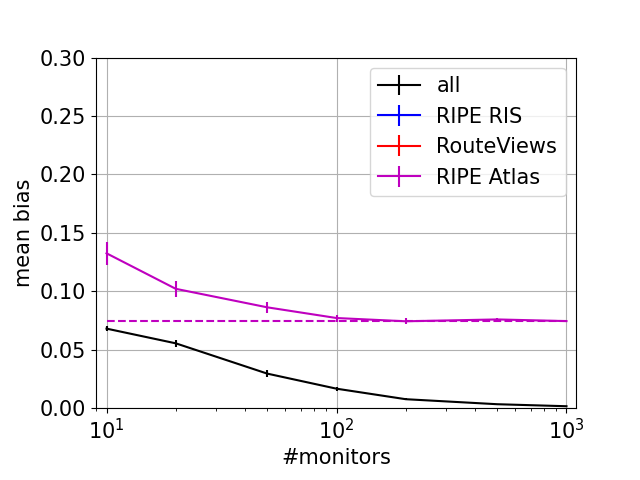 0.30
0.25
0.20
0.15
0.10
0.05
0.00
mean bias
all
RIPE RIS
RouteViews
RIPE Atlas
10¹ 10² 10³
#monitors